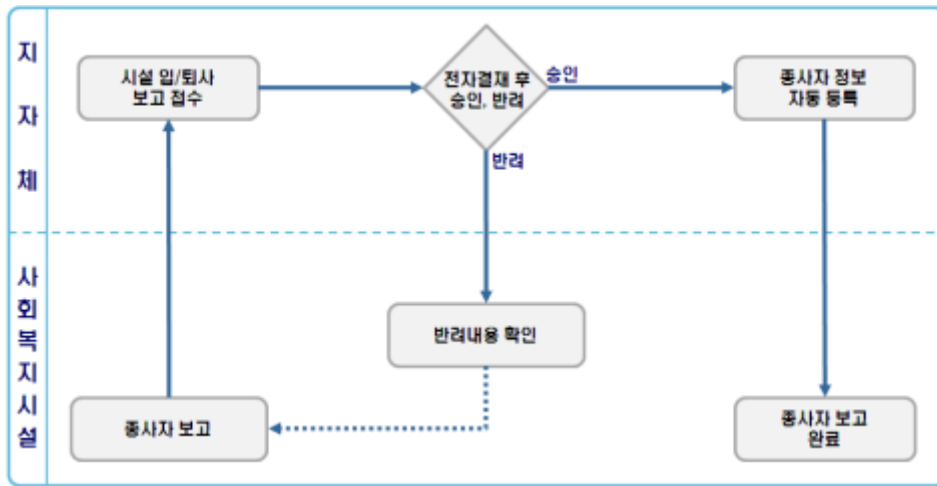 지자체
시설 입/퇴사
보고 접수
전자결재 후
승인, 반려
승인
종사자 정보
자동 등록
반려
사회복지시설
반려내용 확인
종사자 보고
종사자 보고
완료